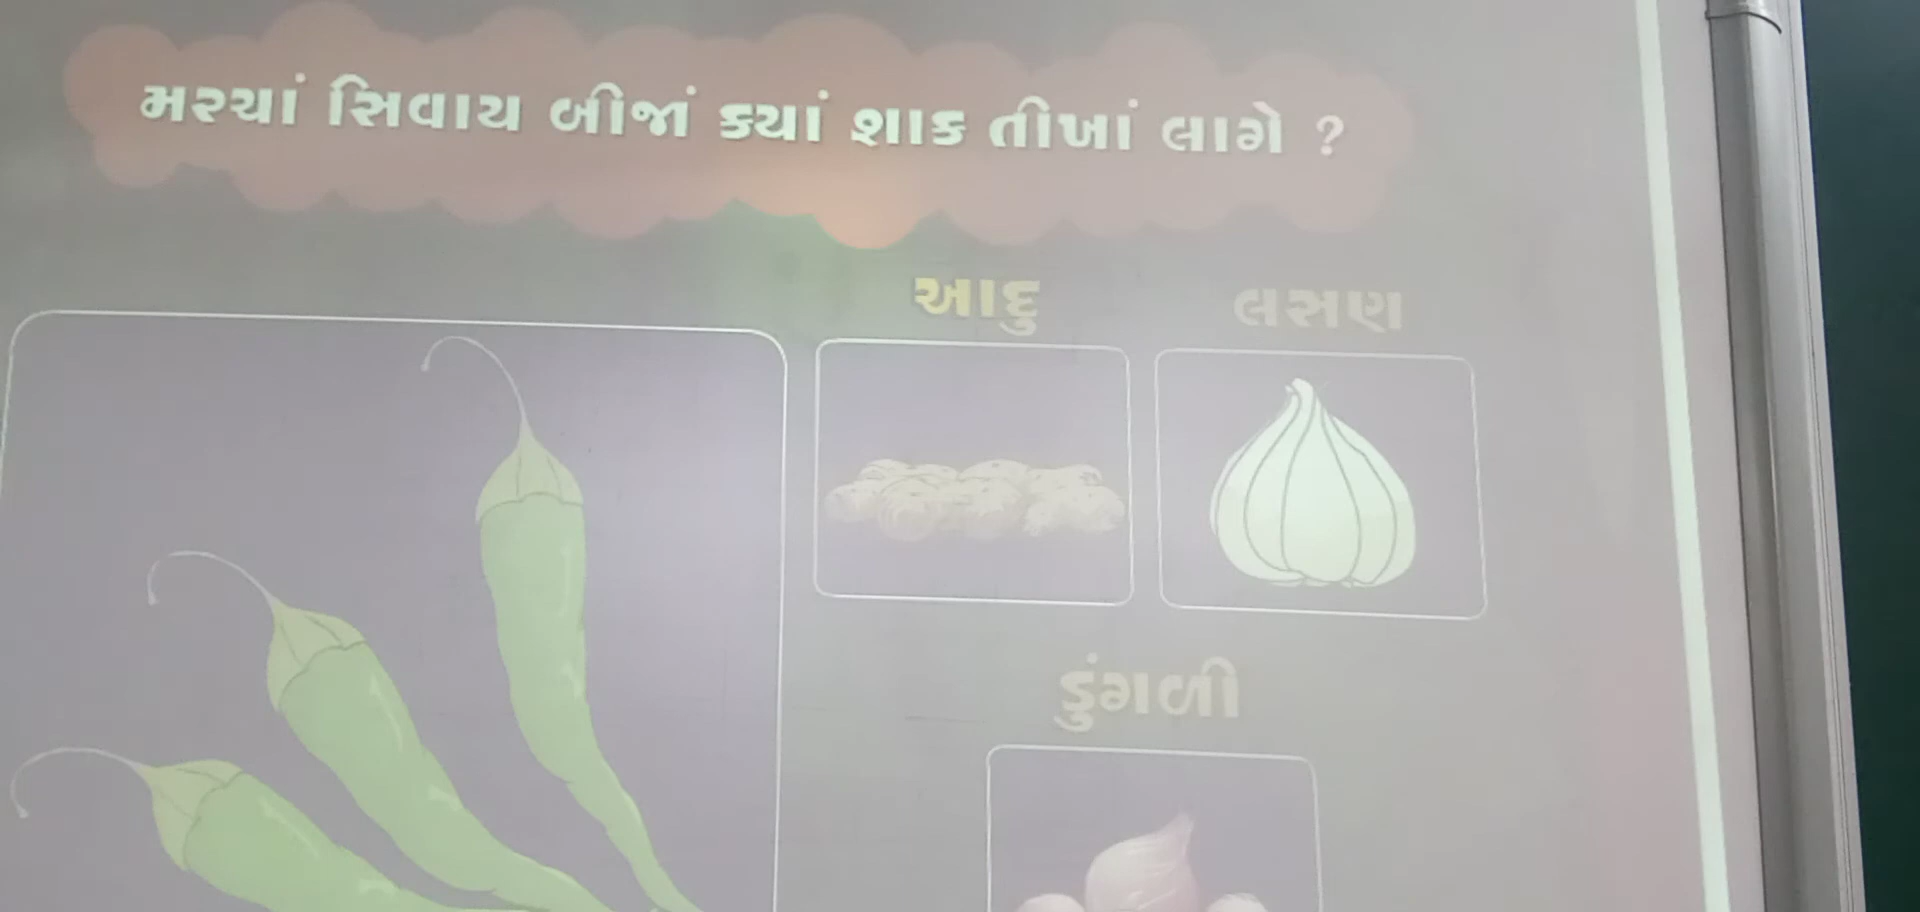 મરચાં સિવાય બીજાં ક્યાં શાક તીખાં લાગે ?
આદુ
લસણ
ડુંગળી